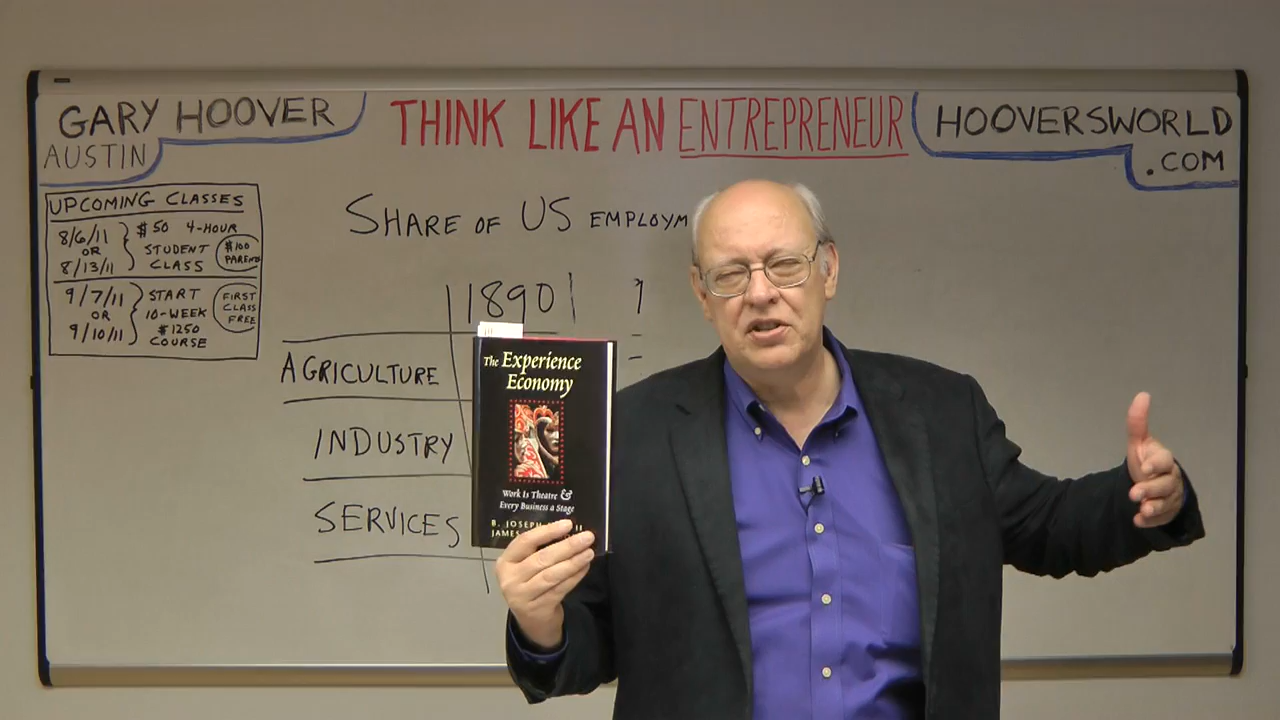 GARY HOOVER
AUSTIN
THINK LIKE AN ENTREPRENEUR
HOOVERSWORLD
.COM
UPCOMING CLASSES
8/6/11
OR
8/13/11
$50 4-HOUR
STUDENT
CLASS
$100
PARENT
9/7/11
OR
9/10/11
START
10-WEEK
$1250
COURSE
FIRST
CLASS
FREE
SHARE OF US EMPLOYM
1890
AGRICULTURE
INDUSTRY
SERVICES
The Experience
Economy
Work Is Theatre &
Every Business a Stage
B. JOSEPH II
JAMES